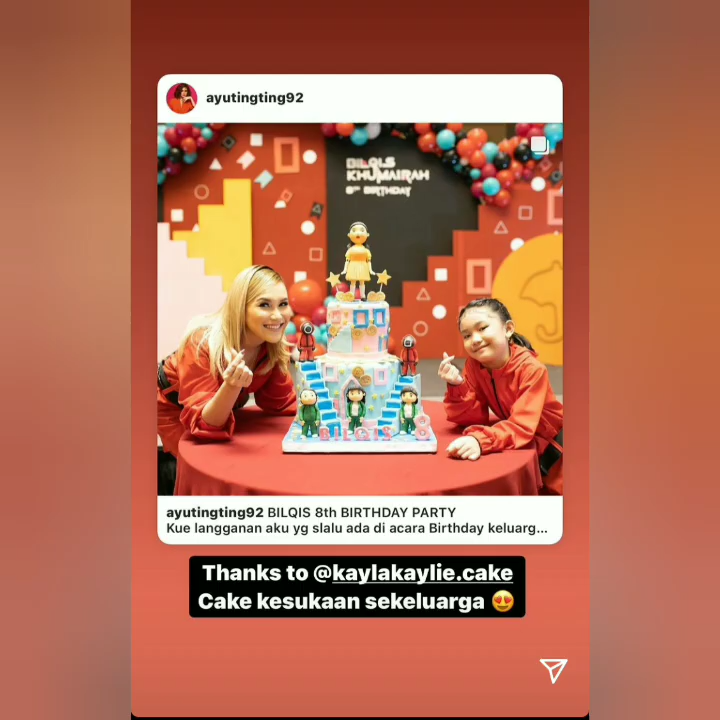 ayutingting92
BILQIS
KHUMAIRAH
8th BIRTHDAY
BILQIS 8
ayutingting92 BILQIS 8th BIRTHDAY PARTY
Kue langganan aku yg slalu ada di acara Birthday keluarg...
Thanks to @kaylakaylie.cake
Cake kesukaan sekeluarga 😍